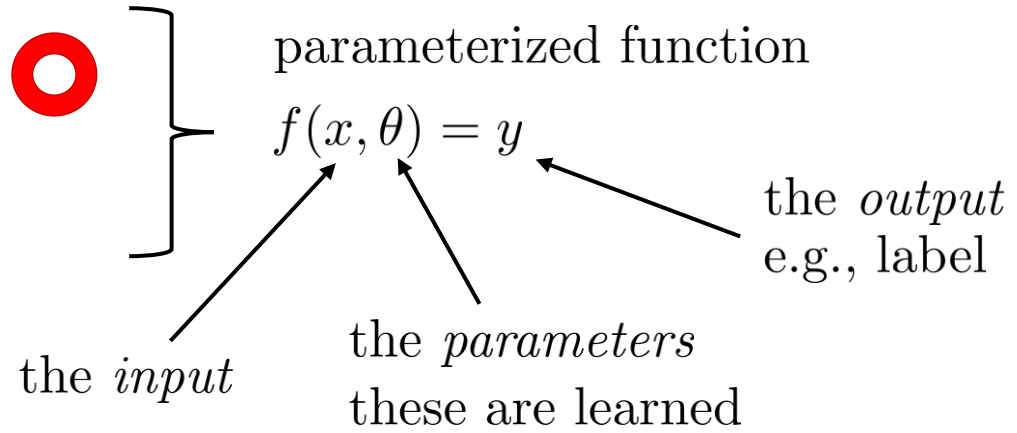 parameterized function
f(x, θ) = y
the output
e.g., label
the input
the parameters
these are learned